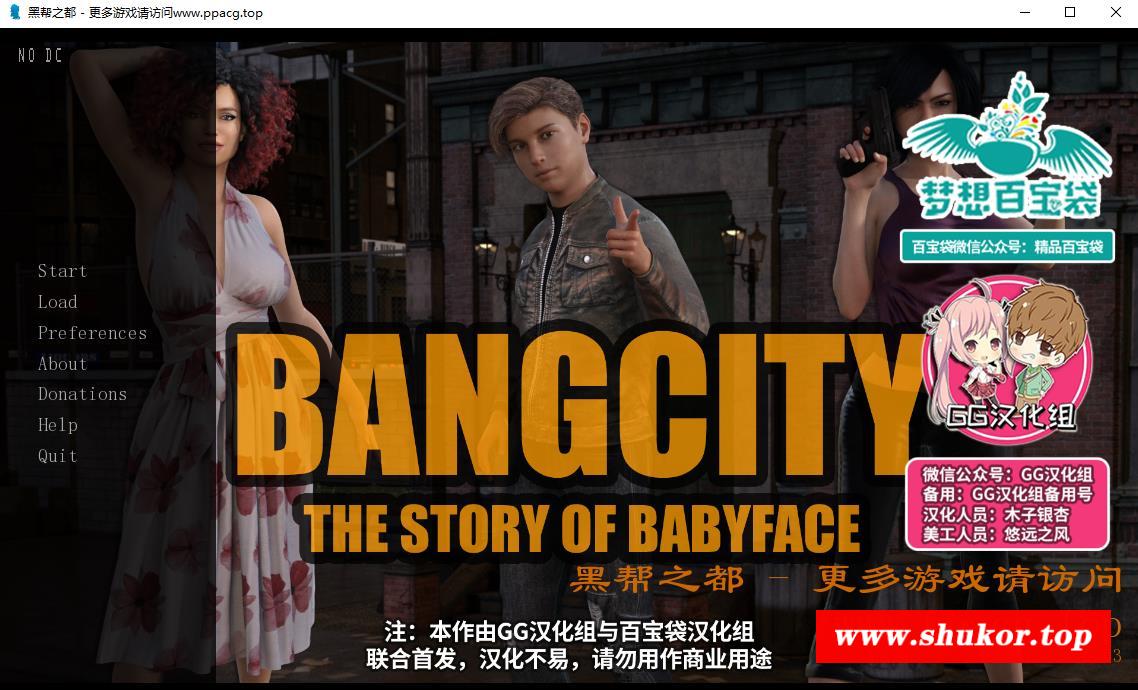 黑帮之都 - 更多游戏请访问www.ppacg.top
NO DC
Start
Load
Preferences
About
Donations
Help
Quit
BANGCITY
THE STORY OF BABYFACE
黑帮之都 - 更多游戏请访问
梦想百宝袋
百宝袋微信公众号：精品百宝袋
GG汉化组
微信公众号：GG汉化组
备用：GG汉化组备用号
汉化人员：木子银杏
美工人员：悠远之风
注：本作由GG汉化组与百宝袋汉化组
联合首发，汉化不易，请勿用作商业用途
www.shukor.top